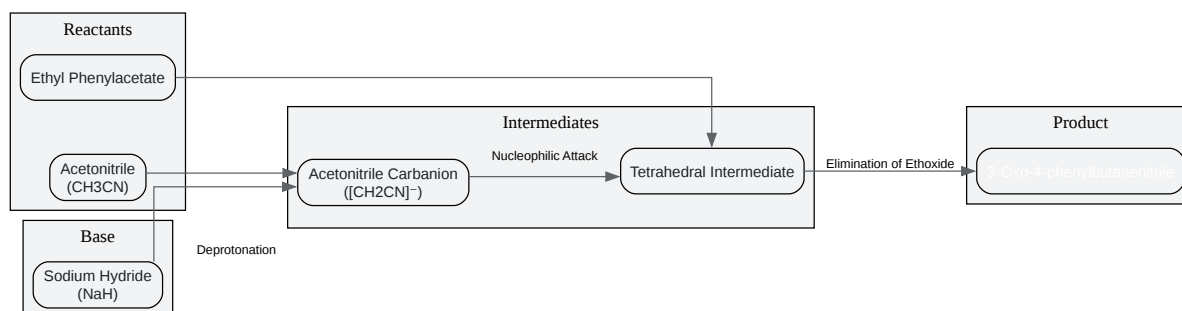 Reactants
Ethyl Phenylacetate
Acetonitrile
(CH3CN)
Base
Sodium Hydride
(NaH)
Deprotonation
Intermediates
Acetonitrile Carbanion
([CH2CN]⁻)
Nucleophilic Attack
Tetrahedral Intermediate
Elimination of Ethoxide
Product
3-Oxo-4-phenylbutanenitrile